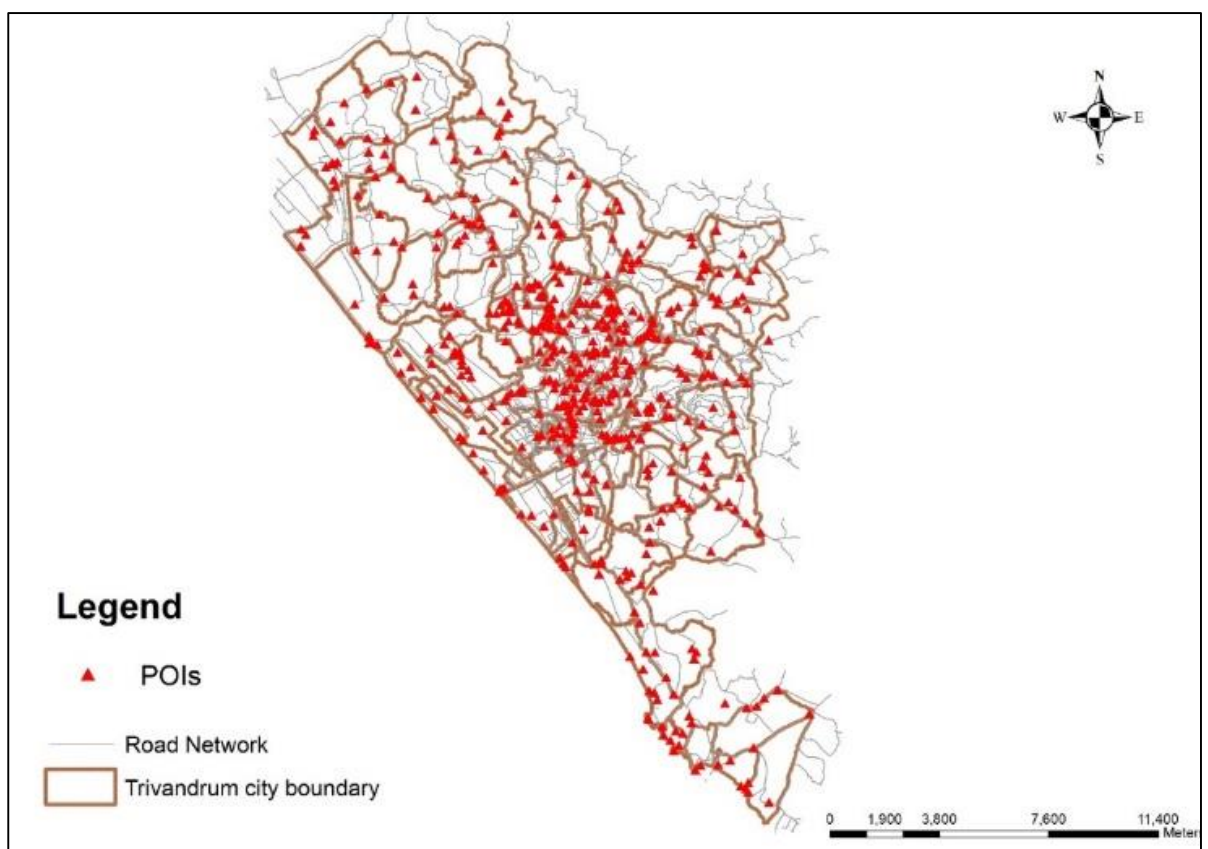 N
W E
S
Legend
POIs
Road Network
Trivandrum city boundary
0 1,900 3,800 7,600 11,400
Meter